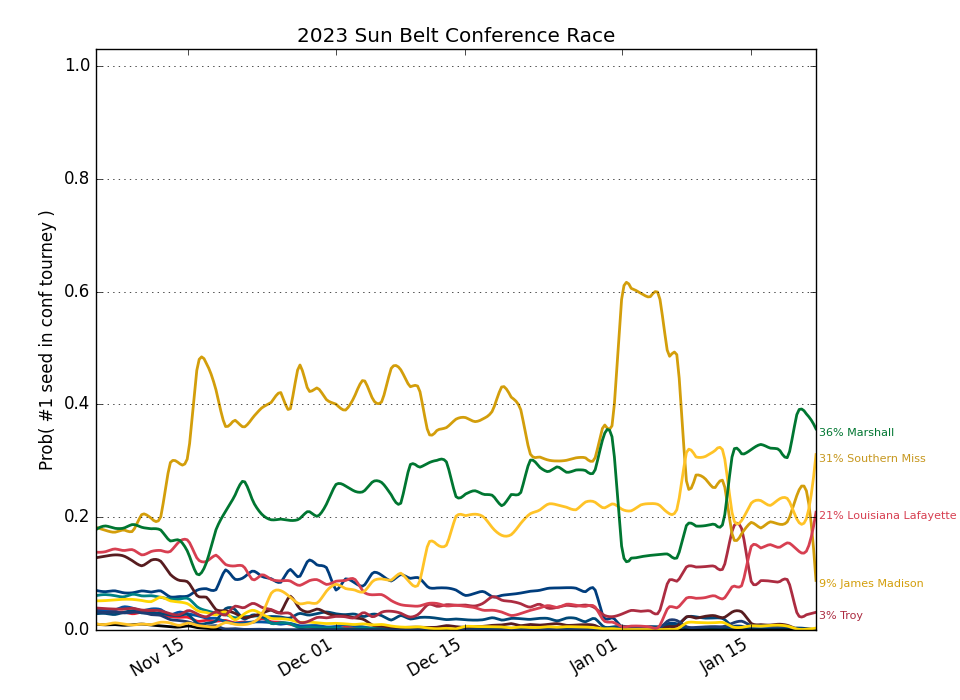 2023 Sun Belt Conference Race
Prob( #1 seed in conf tourney )
1.0
0.8
0.6
0.4
0.2
0.0
36% Marshall
31% Southern Miss
21% Louisiana Lafayette
9% James Madison
3% Troy
Nov 15
Dec 01
Dec 15
Jan 01
Jan 15